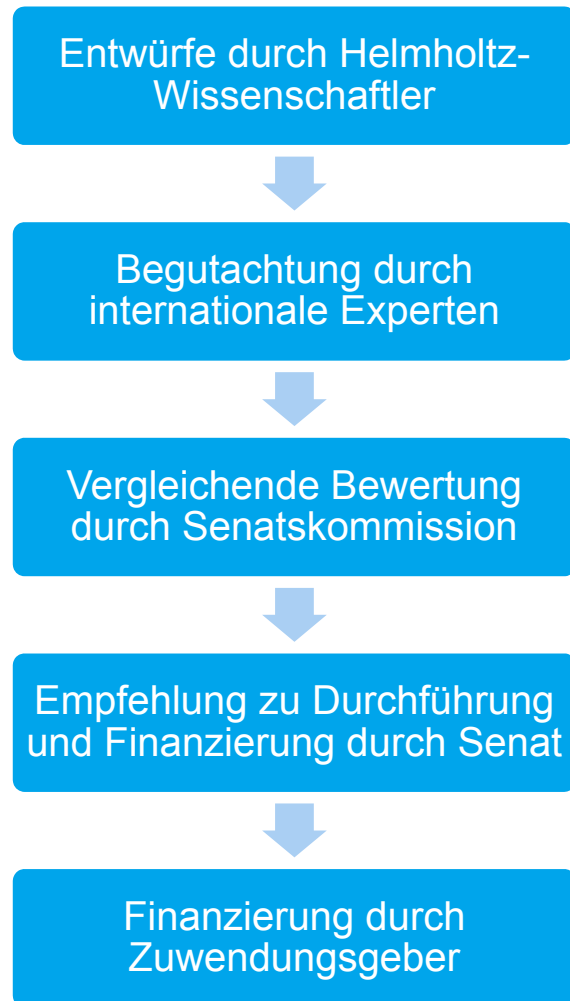 Entwürfe durch Helmholtz-
Wissenschaftler
Begutachtung durch
internationale Experten
Vergleichende Bewertung
durch Senatskommission
Empfehlung zu Durchführung
und Finanzierung durch Senat
Finanzierung durch
Zuwendungsgeber